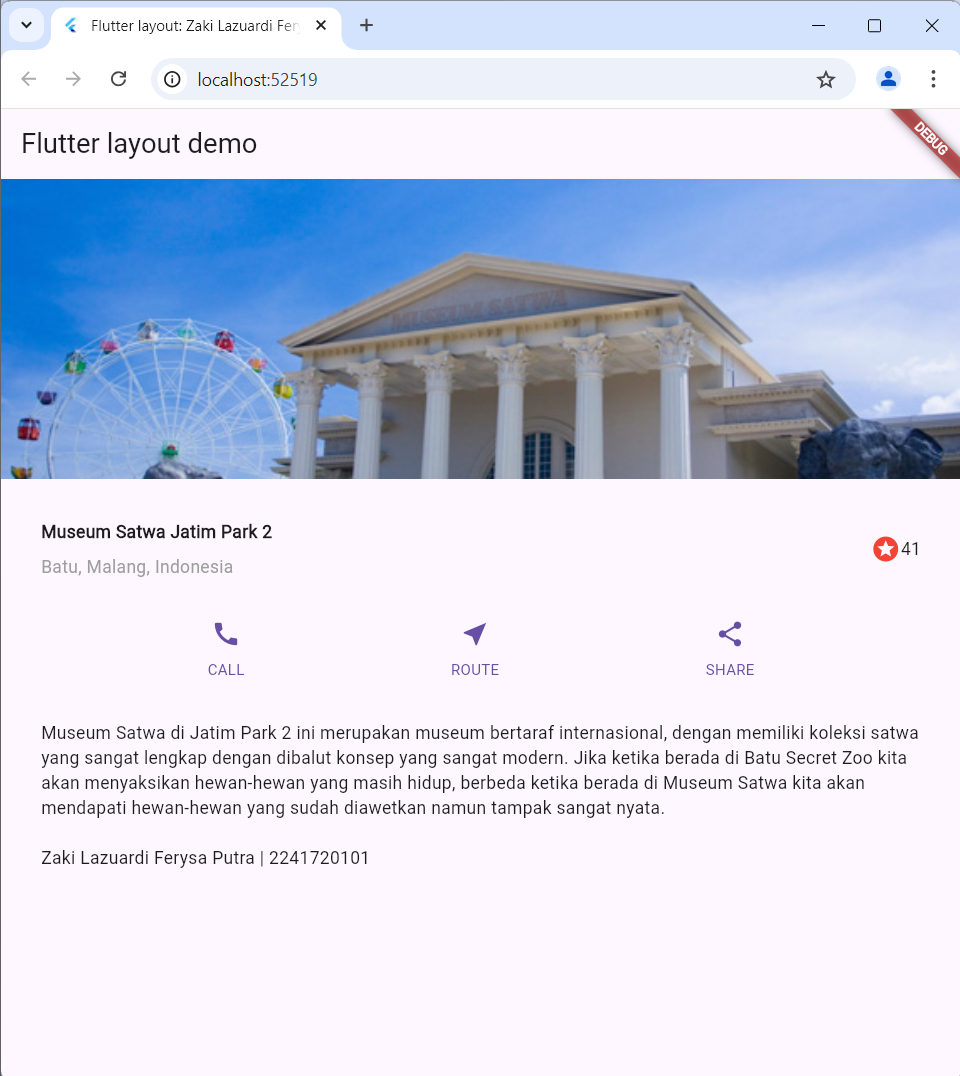 Flutter layout: Zaki Lazuardi Fer
localhost:52519
Flutter layout demo
DEBUG
MUSEUM SATWA
Museum Satwa Jatim Park 2
Batu, Malang, Indonesia
41
CALL
ROUTE
SHARE
Museum Satwa di Jatim Park 2 ini merupakan museum bertaraf internasional, dengan memiliki koleksi satwa
yang sangat lengkap dengan dibalut konsep yang sangat modern. Jika ketika berada di Batu Secret Zoo kita
akan menyaksikan hewan-hewan yang masih hidup, berbeda ketika berada di Museum Satwa kita akan
mendapati hewan-hewan yang sudah diawetkan namun tampak sangat nyata.
Zaki Lazuardi Ferysa Putra | 2241720101